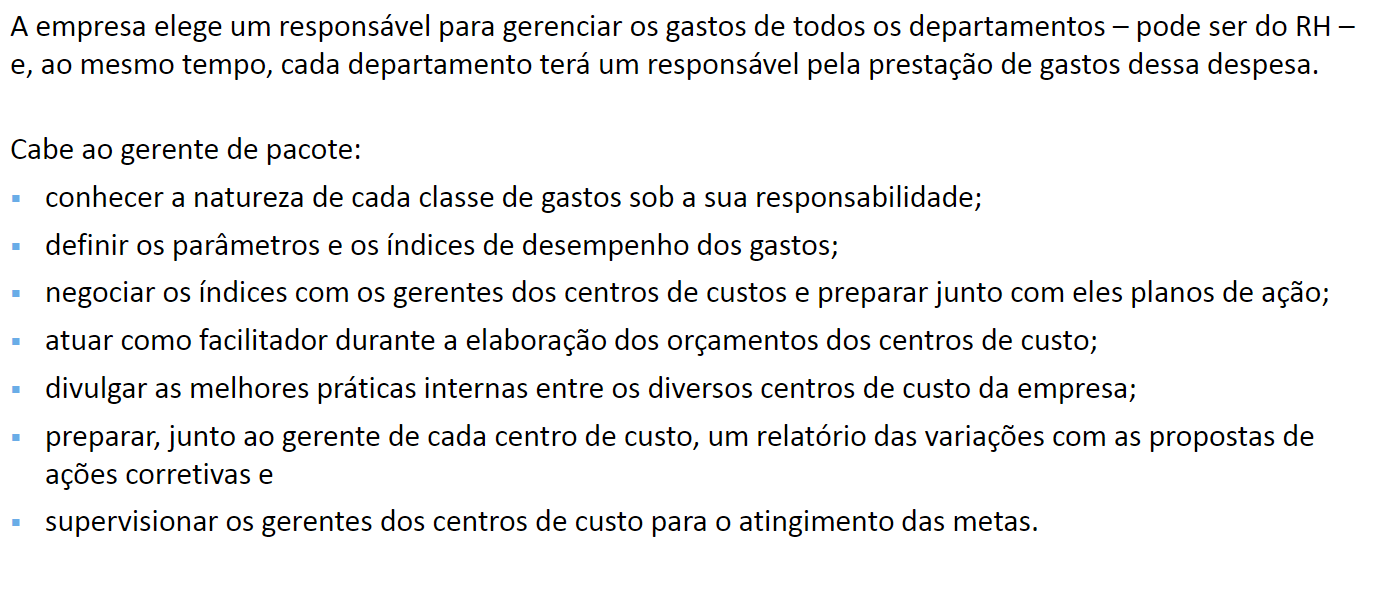 A empresa elege um responsável para gerenciar os gastos de todos os departamentos – pode ser do RH –
e, ao mesmo tempo, cada departamento terá um responsável pela prestação de gastos dessa despesa.
Cabe ao gerente de pacote:
▪ conhecer a natureza de cada classe de gastos sob a sua responsabilidade;
▪ definir os parâmetros e os índices de desempenho dos gastos;
▪ negociar os índices com os gerentes dos centros de custos e preparar junto com eles planos de ação;
▪ atuar como facilitador durante a elaboração dos orçamentos dos centros de custo;
▪ divulgar as melhores práticas internas entre os diversos centros de custo da empresa;
▪ preparar, junto ao gerente de cada centro de custo, um relatório das variações com as propostas de
ações corretivas e
▪ supervisionar os gerentes dos centros de custo para o atingimento das metas.